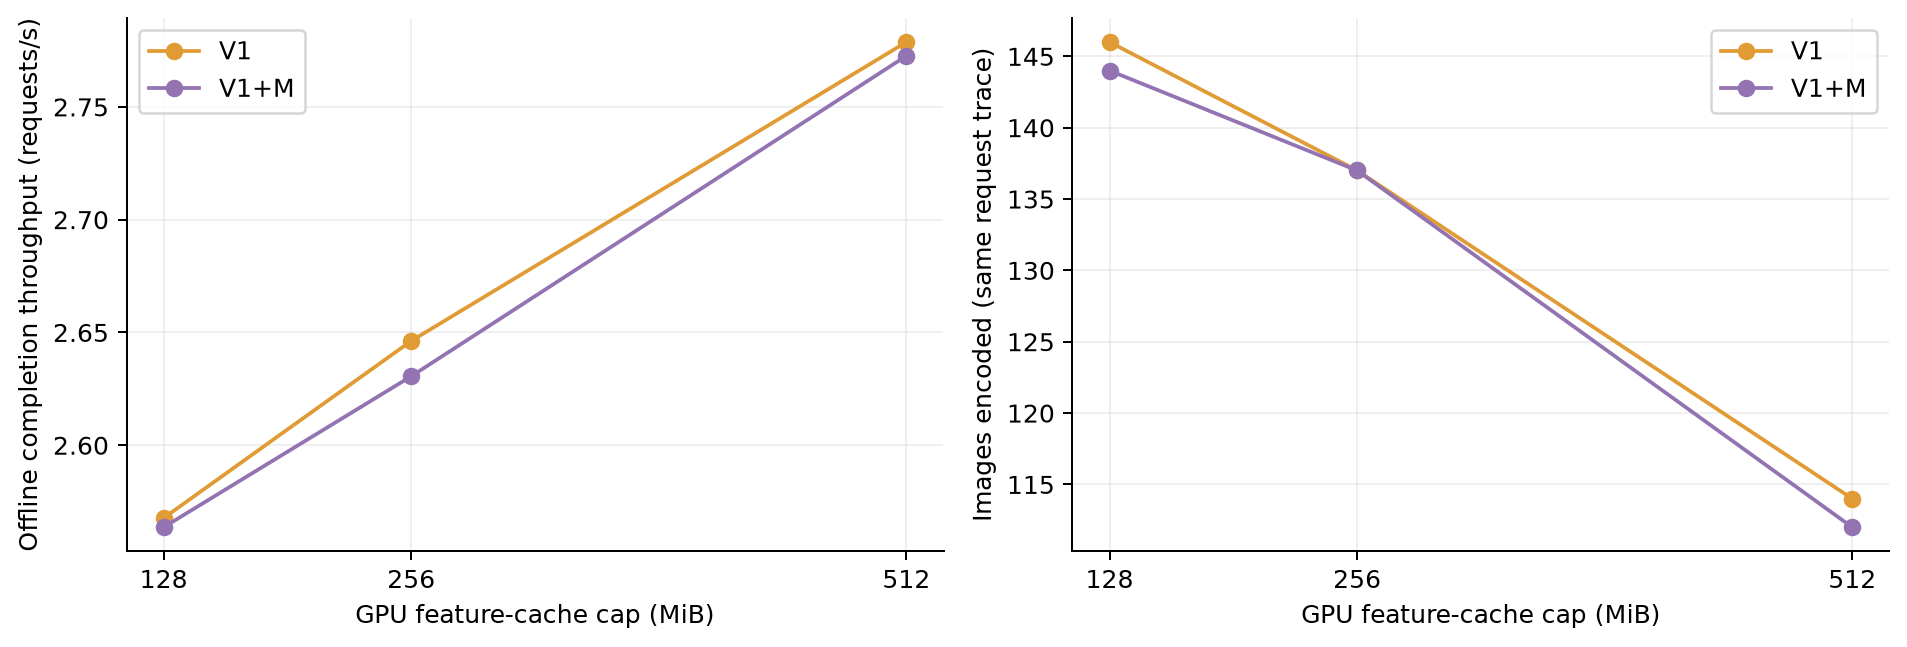 Offline completion throughput (requests/s)
V1
V1+M
2.75
2.70
2.65
2.60
128
256
512
GPU feature-cache cap (MiB)
Images encoded (same request trace)
V1
V1+M
145
140
135
130
125
120
115
128
256
512
GPU feature-cache cap (MiB)